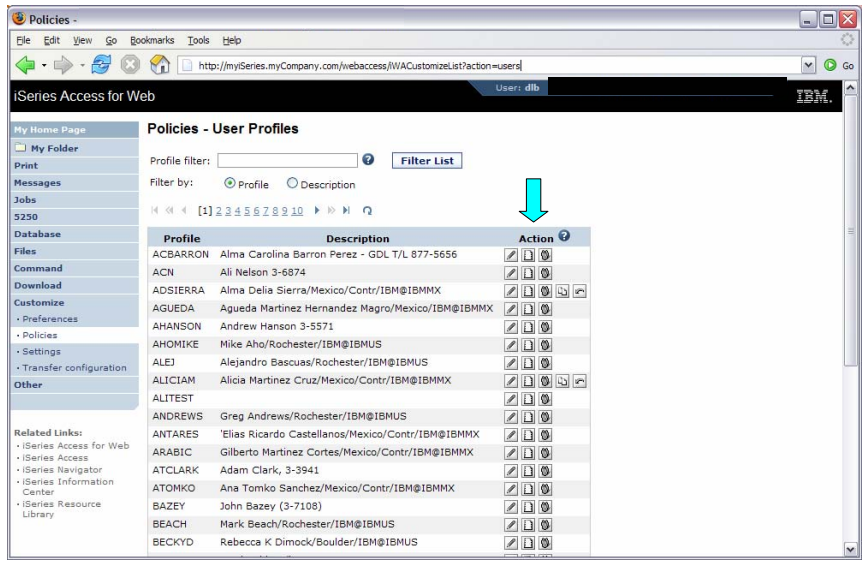 Policies -
File Edit View Go Bookmarks Tools Help
http://myiSeries.myCompany.com/webaccess/iWACustomizeList?action=users
Go
iSeries Access for Web
User: dlb
IBM.
My Home Page
My Folder
Print
Messages
Jobs
5250
Database
Files
Command
Download
Customize
• Preferences
• Policies
• Settings
• Transfer configuration
Other
Related Links:
• iSeries Access for Web
• iSeries Access
• iSeries Navigator
• iSeries Information
Center
• iSeries Resource
Library
Policies - User Profiles
Profile filter: ? Filter List
Filter by: Profile Description
[1] 2 3 4 5 6 7 8 9 10
Profile Description Action ?
ACBARRON Alma Carolina Barron Perez - GDL T/L 877-5656
ACN Ali Nelson 3-6874
ADSIERRA Alma Delia Sierra/Mexico/Contr/IBM@IBMMX
AGUEDA Agueda Martinez Hernandez Magro/Mexico/IBM@IBMMX
AHANSON Andrew Hanson 3-5571
AHOMIKE Mike Aho/Rochester/IBM@IBMUS
ALEJ Alejandro Bascuas/Rochester/IBM@IBMUS
ALICIAM Alicia Martinez Cruz/Mexico/Contr/IBM@IBMMX
ALITEST
ANDREWS Greg Andrews/Rochester/IBM@IBMUS
ANTARES 'Elias Ricardo Castellanos/Mexico/Contr/IBM@IBMMX
ARABIC Gilberto Martinez Cortes/Mexico/Contr/IBM@IBMMX
ATCLARK Adam Clark, 3-3941
ATOMKO Ana Tomko Sanchez/Mexico/Contr/IBM@IBMMX
BAZEY John Bazey (3-7108)
BEACH Mark Beach/Rochester/IBM@IBMUS
BECKYD Rebecca K Dimock/Boulder/IBM@IBMUS